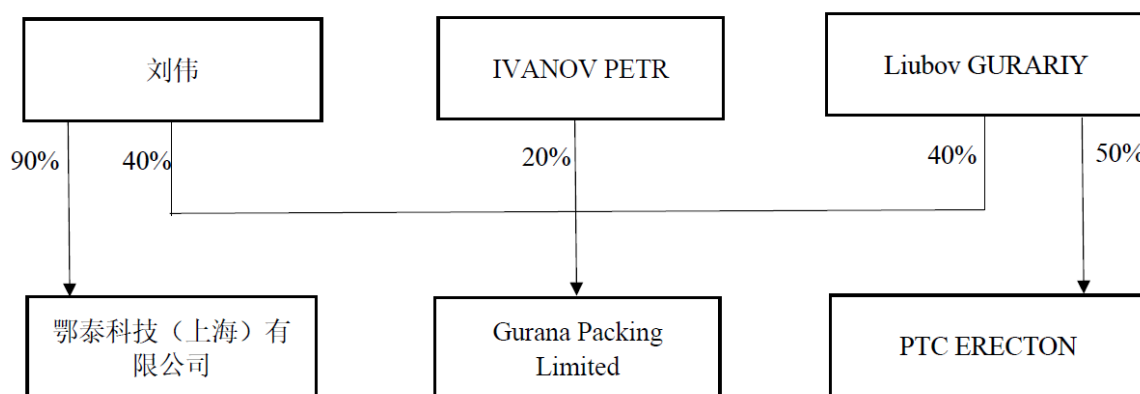 刘伟
IVANOV PETR
Liubov GURARIY
90%
40%
20%
40%
50%
鄂泰科技（上海）有
限公司
Gurana Packing
Limited
PTC ERECTON